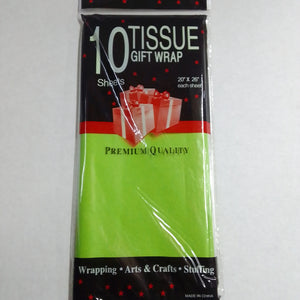 10 TISSUE
GIFT WRAP
Sheets
20" X 26"
each sheet
PREMIUM QUALITY
Wrapping • Arts & Crafts • Stuffing
MADE IN CHINA